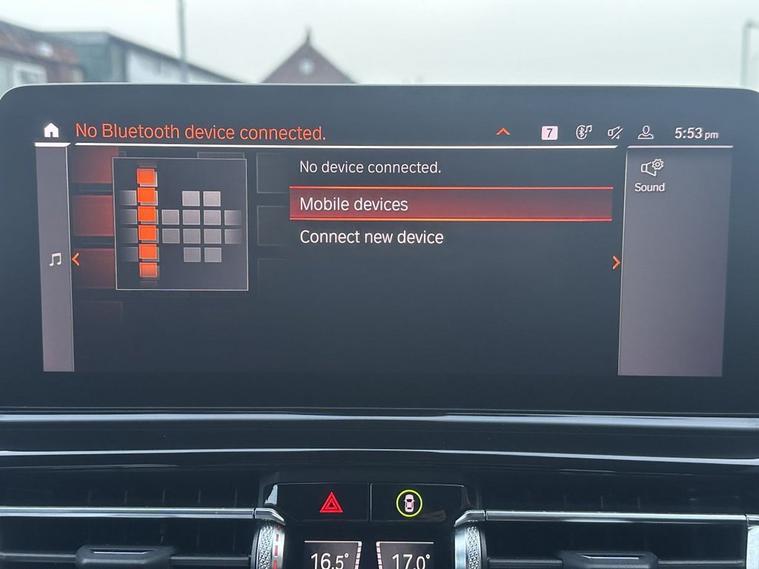 No Bluetooth device connected.
7
5:53 pm
No device connected.
Mobile devices
Connect new device
Sound
16.5°
17.0°